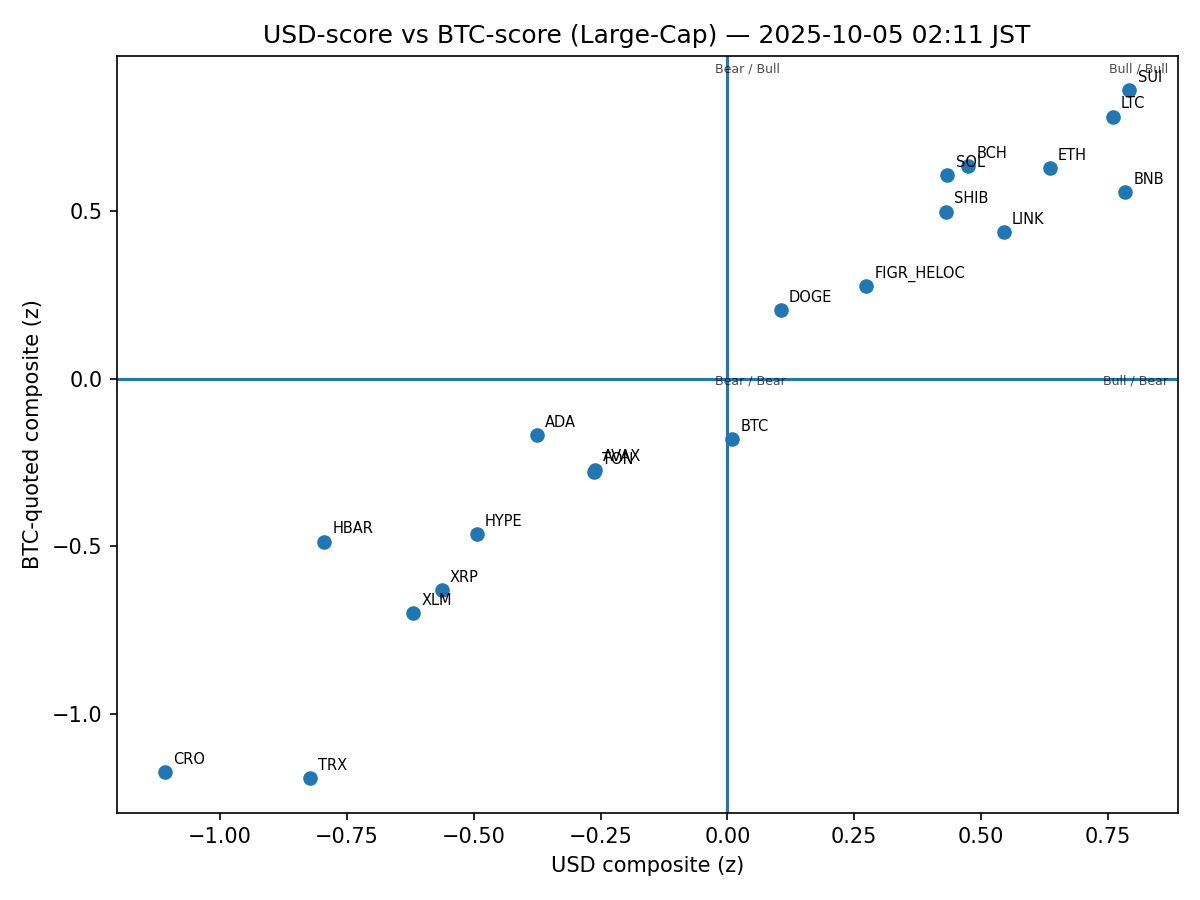 USD-score vs BTC-score (Large-Cap) — 2025-10-05 02:11 JST
Bear / Bull
Bull / Bull
SUI
LTC
BCH
SOL
ETH
BNB
SHIB
LINK
FIGR_HELOC
DOGE
Bear / Bear
Bull / Bear
ADA
BTC
AVAX
TON
HYPE
HBAR
XRP
XLM
CRO
TRX
0.5
0.0
−0.5
−1.0
BTC-quoted composite (z)
−1.00
−0.75
−0.50
−0.25
0.00
0.25
0.50
0.75
USD composite (z)